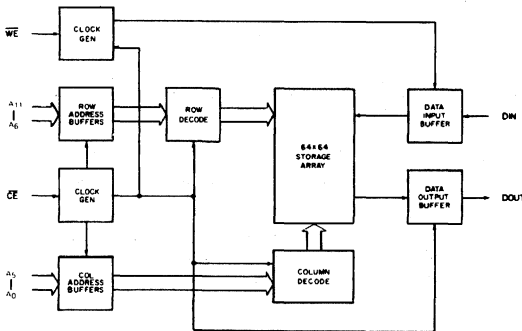 WE
CLOCK
GEN
A11
A6
ROW
ADDRESS
BUFFERS
ROW
DECODE
64×64
STORAGE
ARRAY
DATA
INPUT
BUFFER
DIN
CE
CLOCK
GEN
DATA
OUTPUT
BUFFER
DOUT
A5
A0
COL
ADDRESS
BUFFERS
COLUMN
DECODE